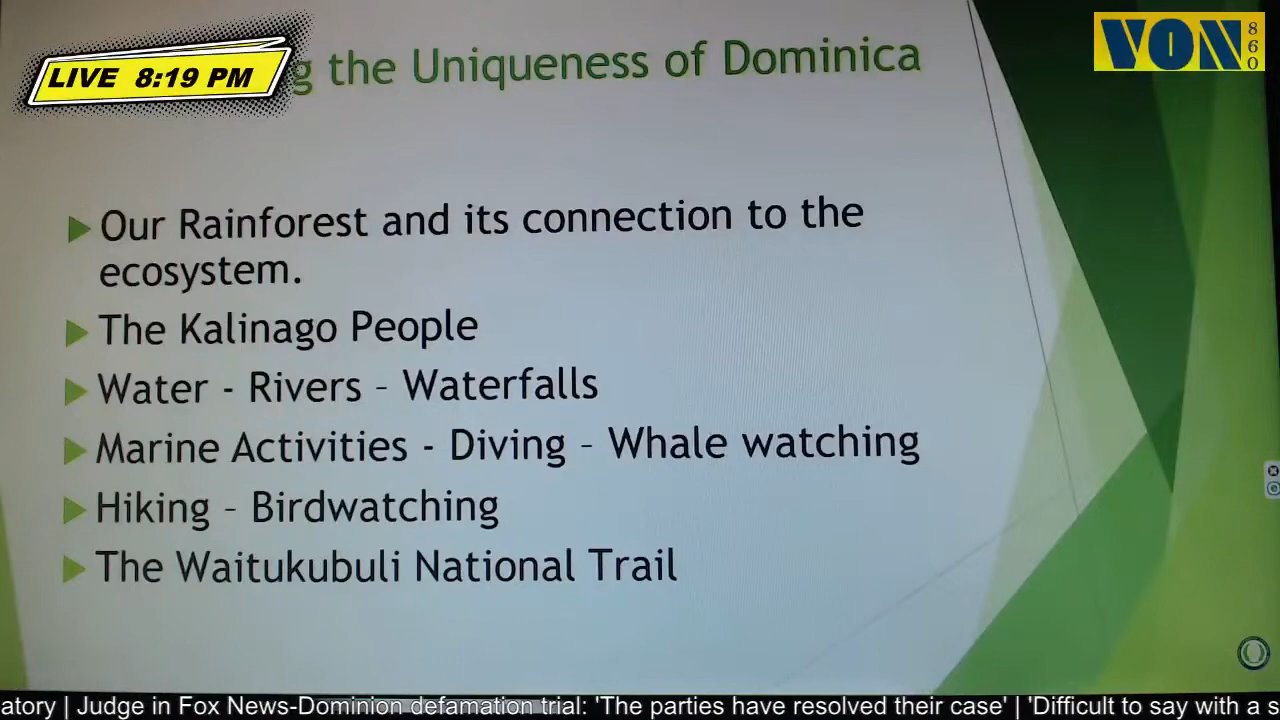 LIVE 8:19 PM
VON
860
g the Uniqueness of Dominica
Our Rainforest and its connection to the
ecosystem.
The Kalinago People
Water - Rivers – Waterfalls
Marine Activities - Diving – Whale watching
Hiking – Birdwatching
The Waitukubuli National Trail
atory | Judge in Fox News-Dominion defamation trial: 'The parties have resolved their case' | 'Difficult to say with a s